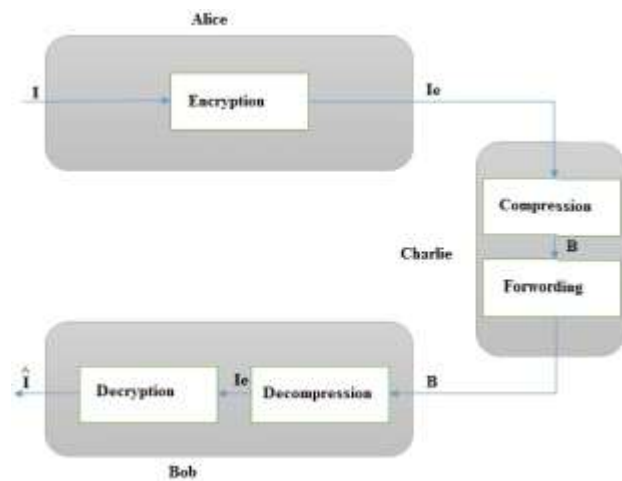 Alice
I
Encryption
Ie
Compression
B
Charlie
Forwording
Î
Decryption
Ie
Decompression
B
Bob